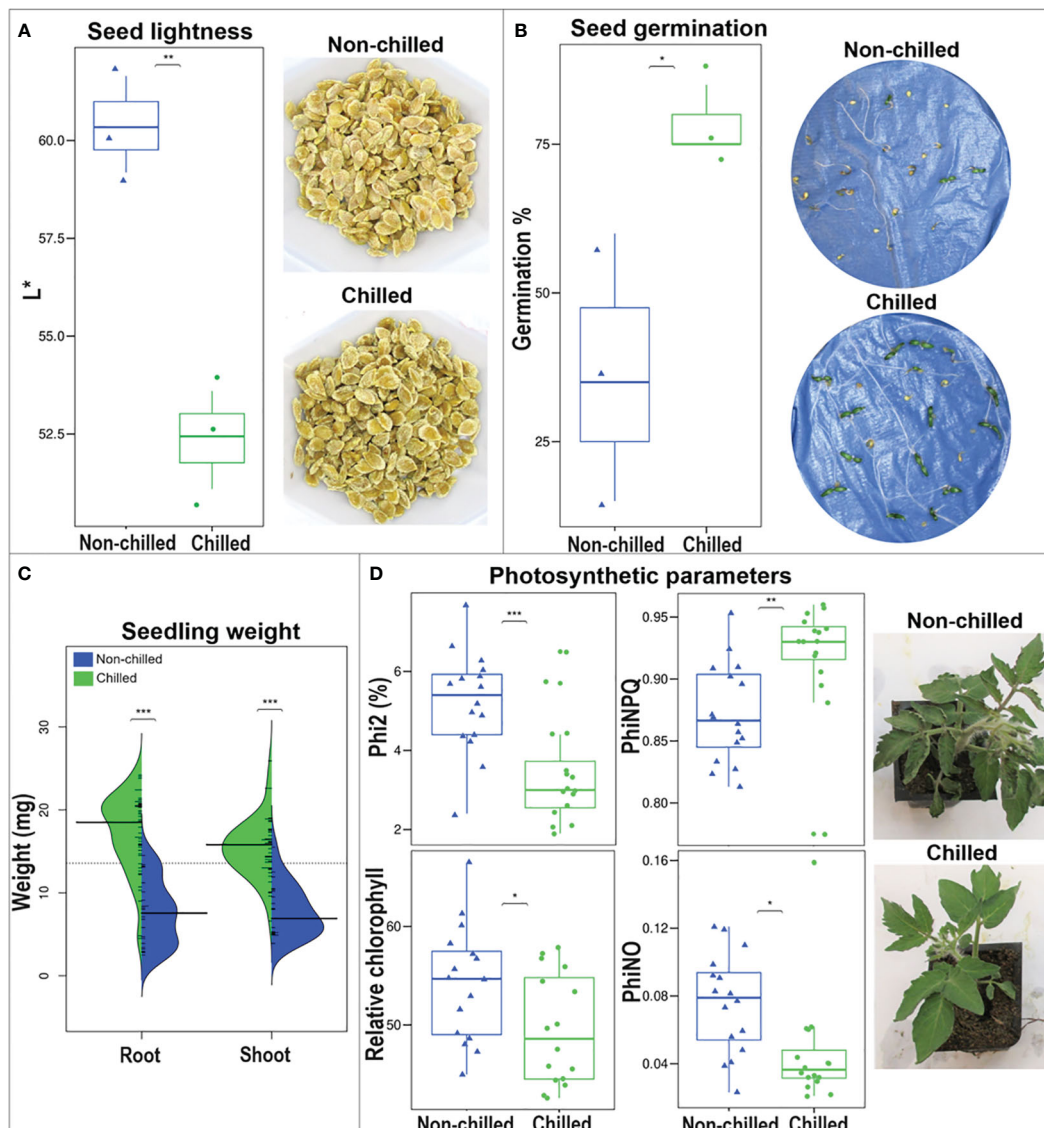 A
Seed lightness
**
L*
60.0
57.5
55.0
52.5
Non-chilled
Chilled
Non-chilled
Chilled
B
Seed germination
*
Germination %
75
50
25
Non-chilled
Chilled
Non-chilled
Chilled
C
Seedling weight
Non-chilled
Chilled
***
***
Weight (mg)
30
20
10
0
Root
Shoot
D
Photosynthetic parameters
***
Phi2 (%)
6
4
2
**
PhiNPQ
0.95
0.90
0.85
0.80
*
Relative chlorophyll
60
50
Non-chilled
Chilled
*
PhiNO
0.16
0.12
0.08
0.04
Non-chilled
Chilled
Non-chilled
Chilled